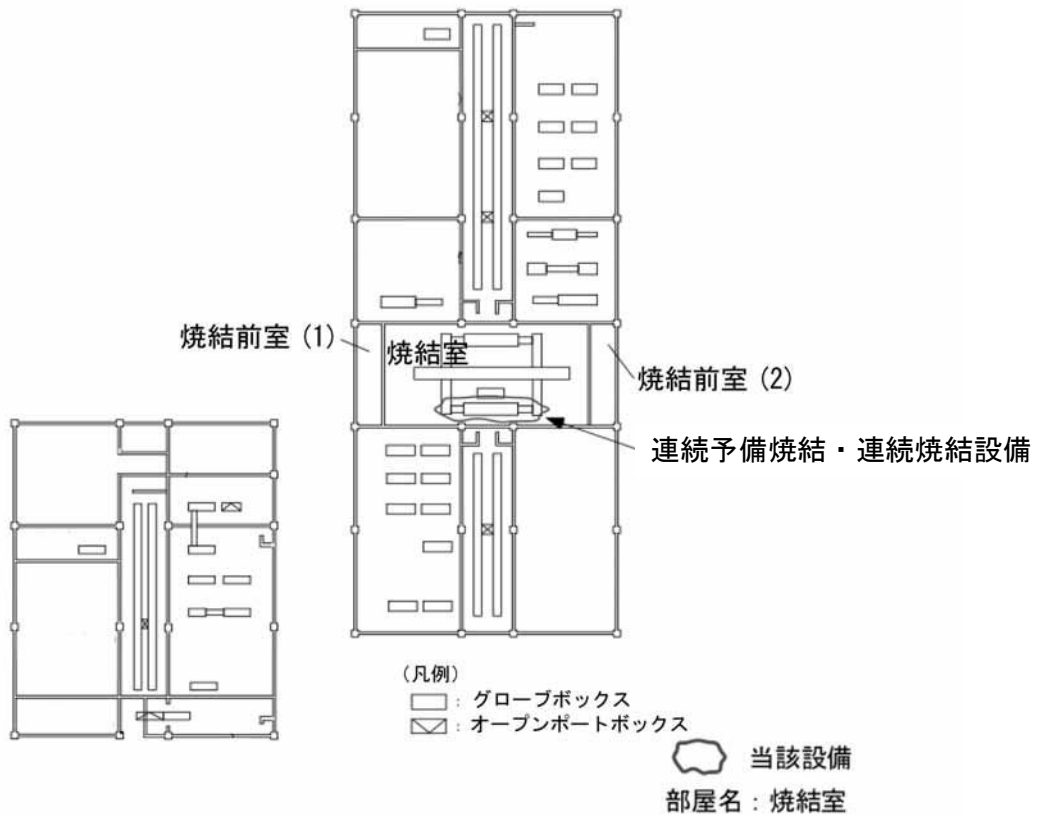 焼結前室 (1)
焼結室
焼結前室 (2)
連続予備焼結・連続焼結設備
(凡例)
: グローブボックス
: オープンポートボックス
当該設備
部屋名：焼結室